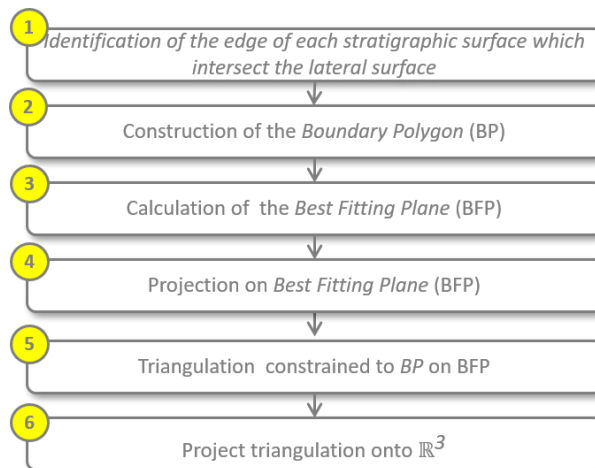 1
Identification of the edge of each stratigraphic surface which
intersect the lateral surface
2
Construction of the Boundary Polygon (BP)
3
Calculation of the Best Fitting Plane (BFP)
4
Projection on Best Fitting Plane (BFP)
5
Triangulation constrained to BP on BFP
6
Project triangulation onto ℝ³